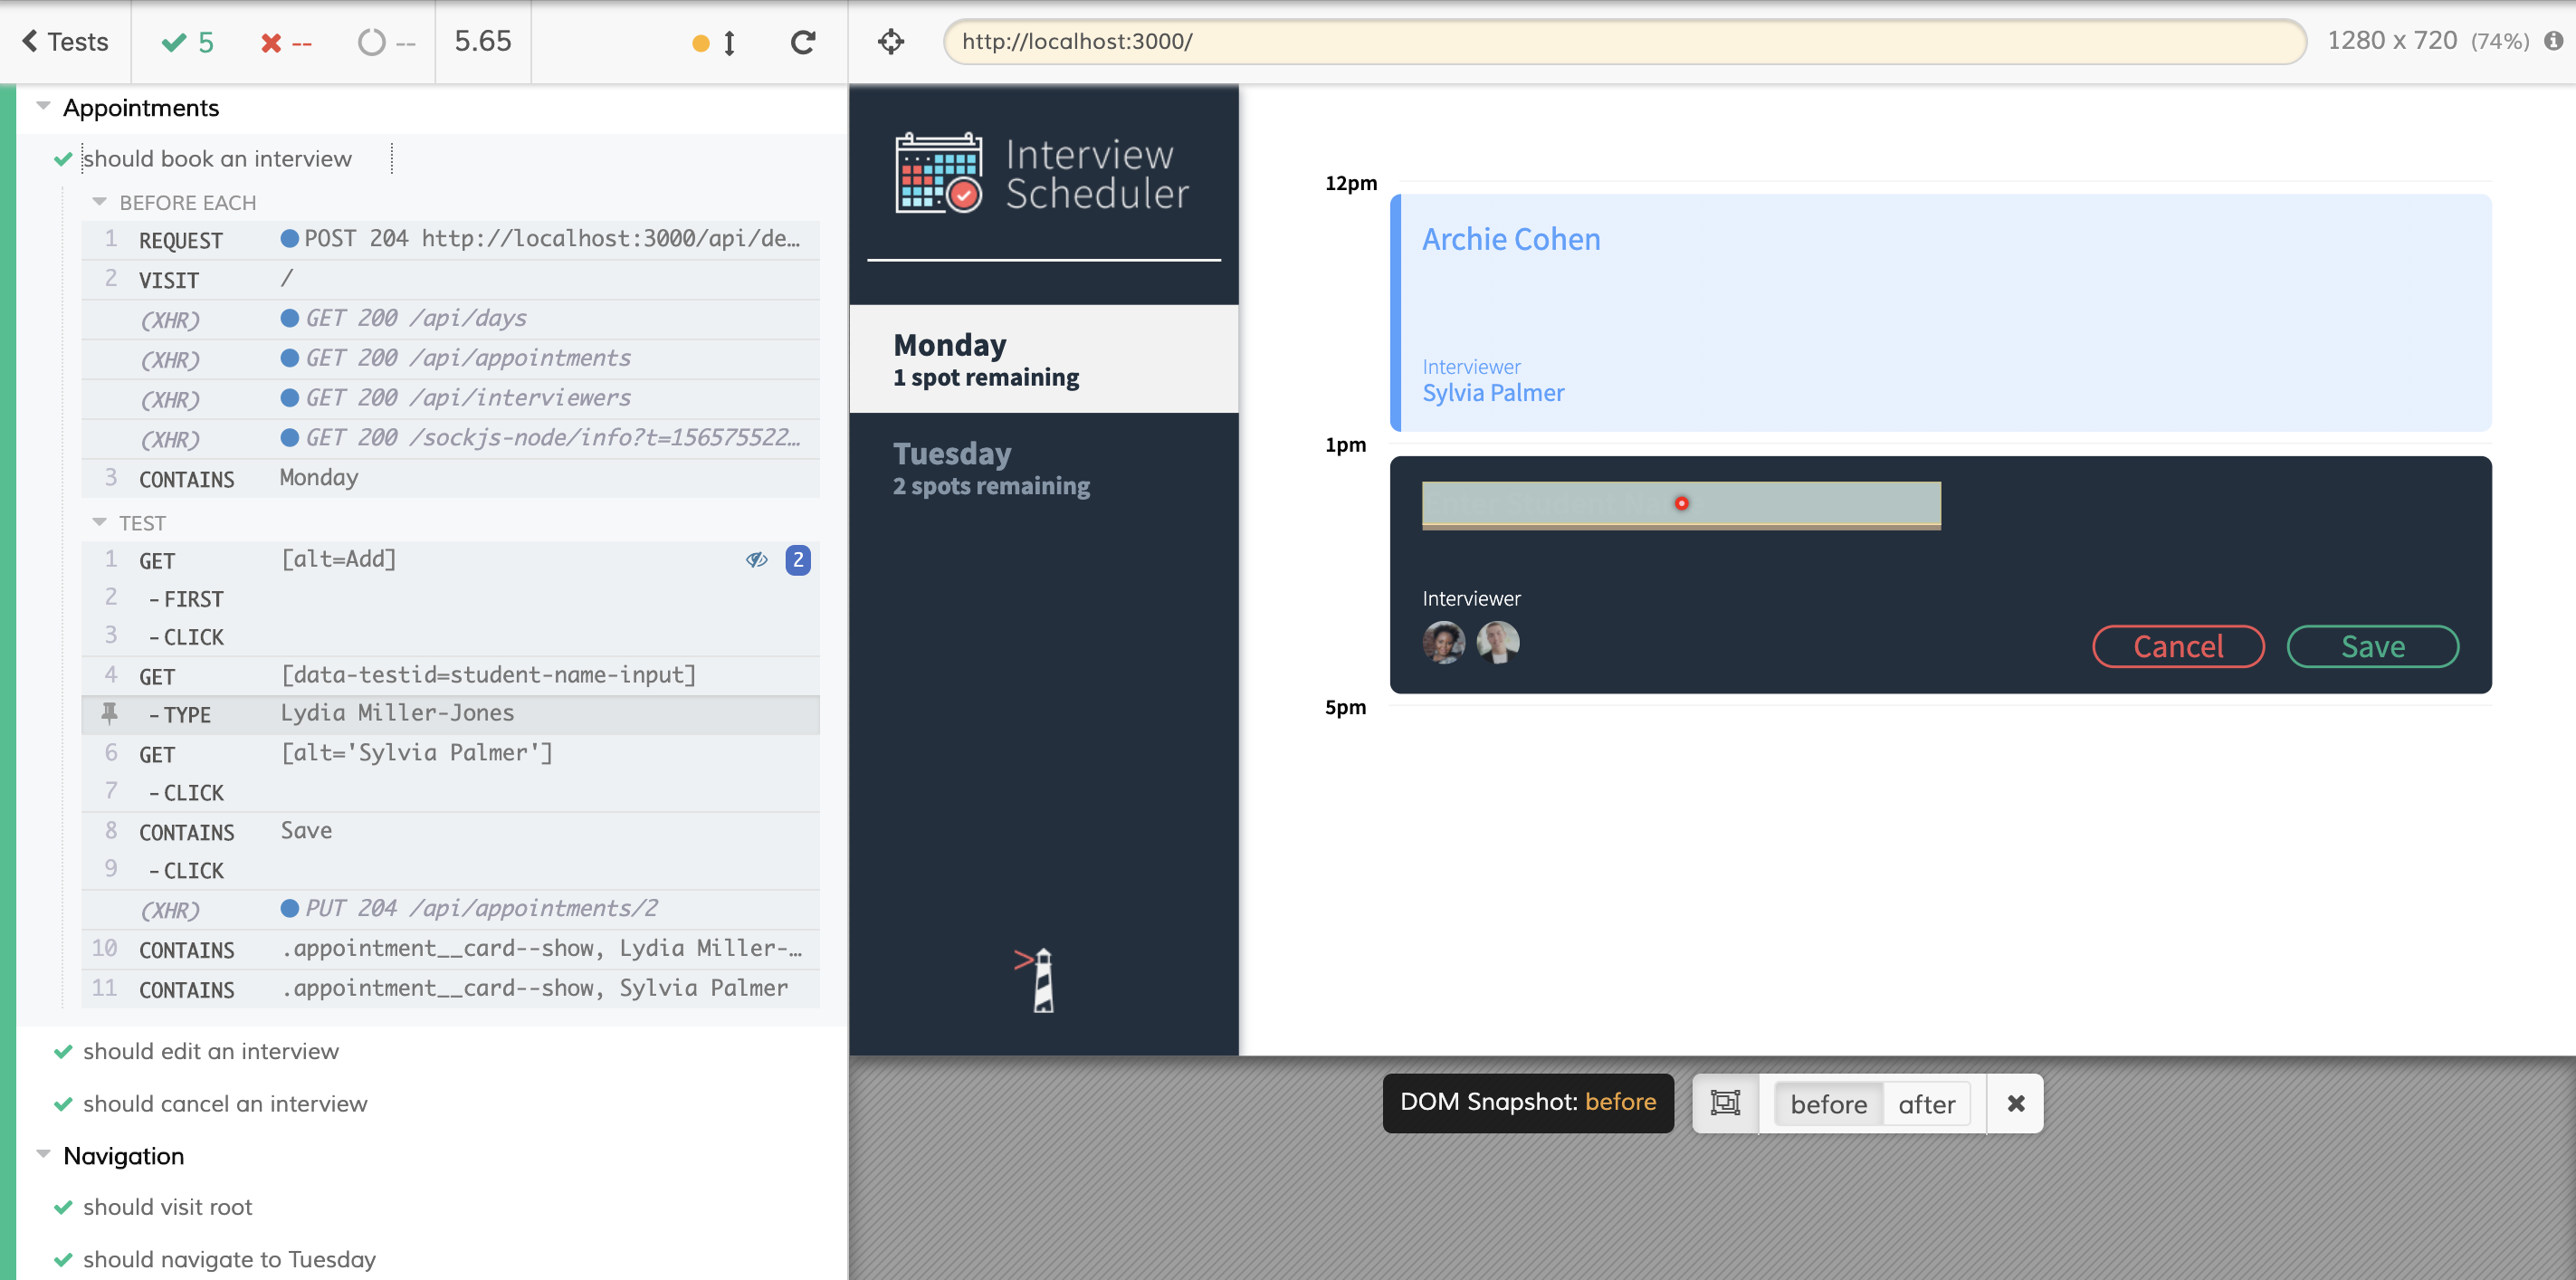 Tests 5 -- -- 5.65
http://localhost:3000/ 1280 x 720 (74%)
Appointments
should book an interview
BEFORE EACH
1 REQUEST POST 204 http://localhost:3000/api/de...
2 VISIT /
(XHR) GET 200 /api/days
(XHR) GET 200 /api/appointments
(XHR) GET 200 /api/interviewers
(XHR) GET 200 /sockjs-node/info?t=156575522...
3 CONTAINS Monday
TEST
1 GET [alt=Add] 2
2 -FIRST
3 -CLICK
4 GET [data-testid=student-name-input]
-TYPE Lydia Miller-Jones
6 GET [alt='Sylvia Palmer']
7 -CLICK
8 CONTAINS Save
9 -CLICK
(XHR) PUT 204 /api/appointments/2
10 CONTAINS .appointment__card--show, Lydia Miller-...
11 CONTAINS .appointment__card--show, Sylvia Palmer
should edit an interview
should cancel an interview
Navigation
should visit root
should navigate to Tuesday
Interview
Scheduler
Monday
1 spot remaining
Tuesday
2 spots remaining
12pm
Archie Cohen
Interviewer
Sylvia Palmer
1pm
Interviewer
Cancel Save
5pm
DOM Snapshot: before before after